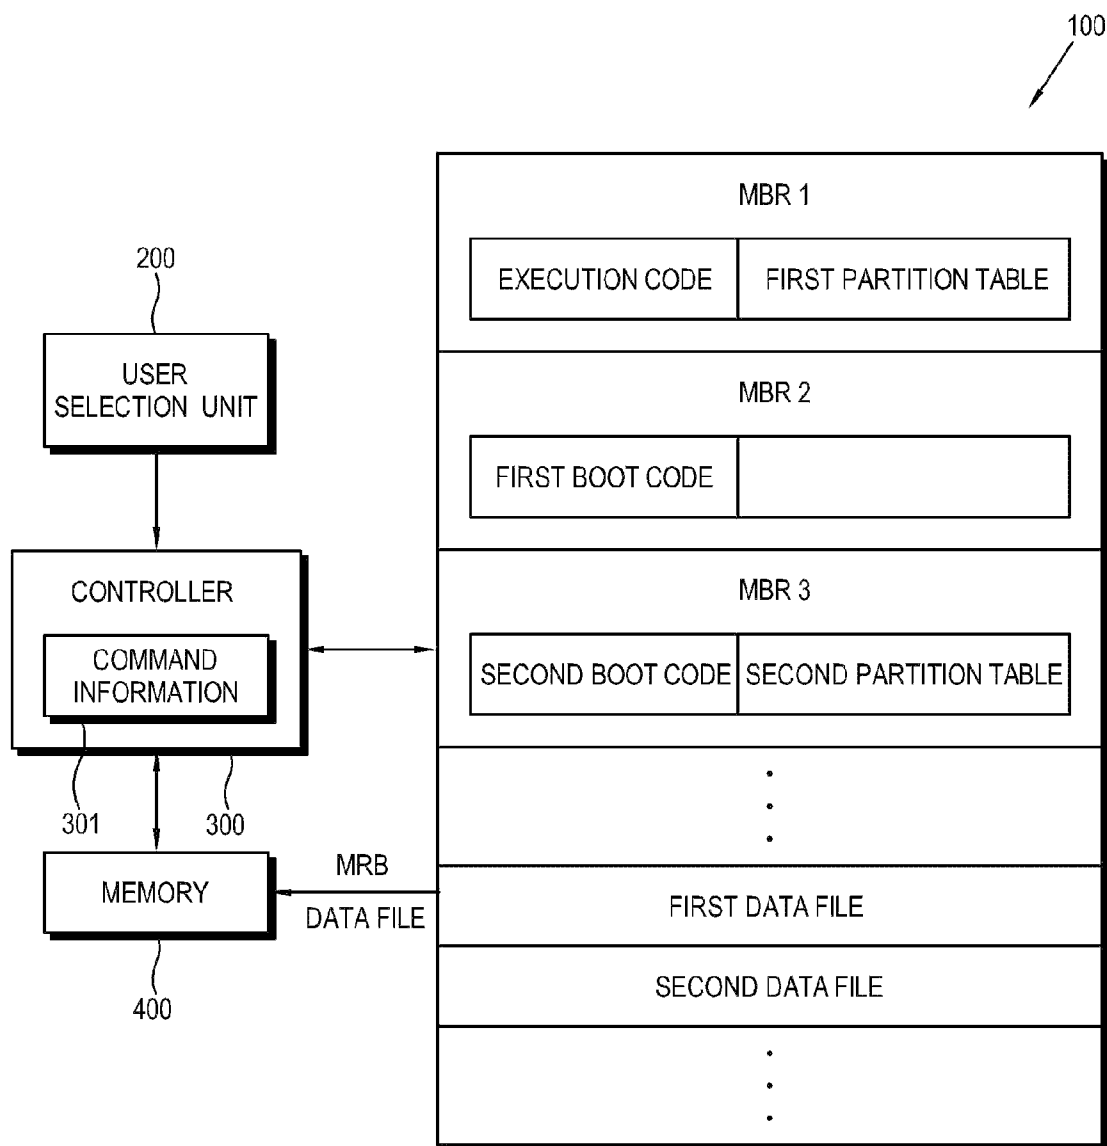 100
MBR 1
EXECUTION CODE
FIRST PARTITION TABLE
200
USER
SELECTION UNIT
MBR 2
FIRST BOOT CODE
CONTROLLER
COMMAND
INFORMATION
MBR 3
SECOND BOOT CODE
SECOND PARTITION TABLE
301
300
MEMORY
MRB
DATA FILE
FIRST DATA FILE
400
SECOND DATA FILE